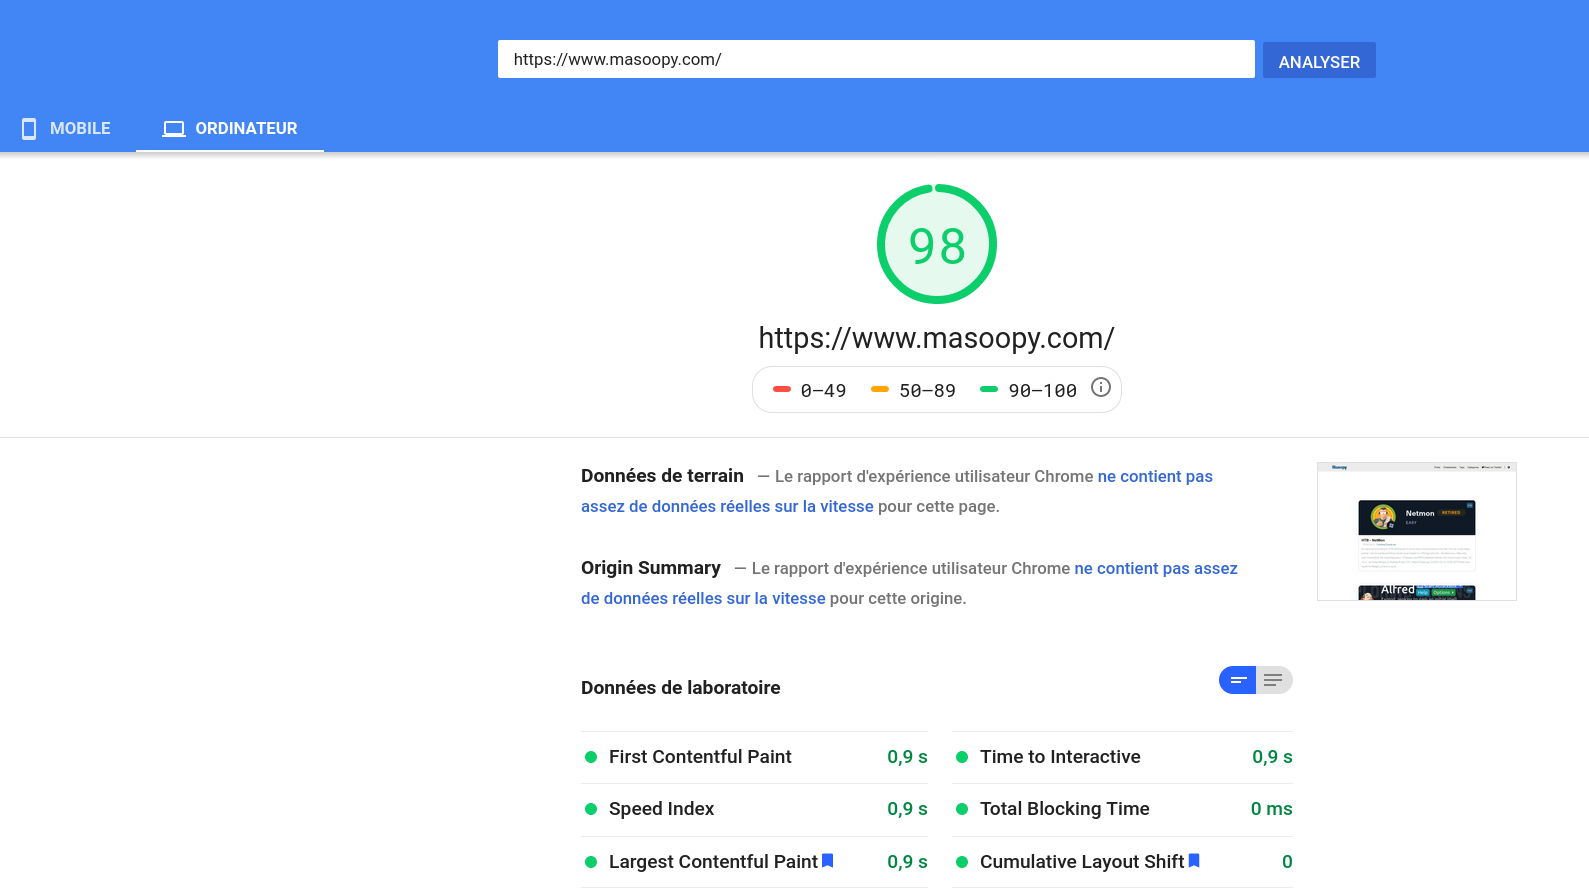 https://www.masoopy.com/
ANALYSER
MOBILE
ORDINATEUR
98
https://www.masoopy.com/
0–49 50–89 90–100
Données de terrain — Le rapport d'expérience utilisateur Chrome ne contient pas
assez de données réelles sur la vitesse pour cette page.
Origin Summary — Le rapport d'expérience utilisateur Chrome ne contient pas assez
de données réelles sur la vitesse pour cette origine.
Netmon RETIRED
EASY
Alfred
Données de laboratoire
First Contentful Paint 0,9 s
Time to Interactive 0,9 s
Speed Index 0,9 s
Total Blocking Time 0 ms
Largest Contentful Paint 0,9 s
Cumulative Layout Shift 0